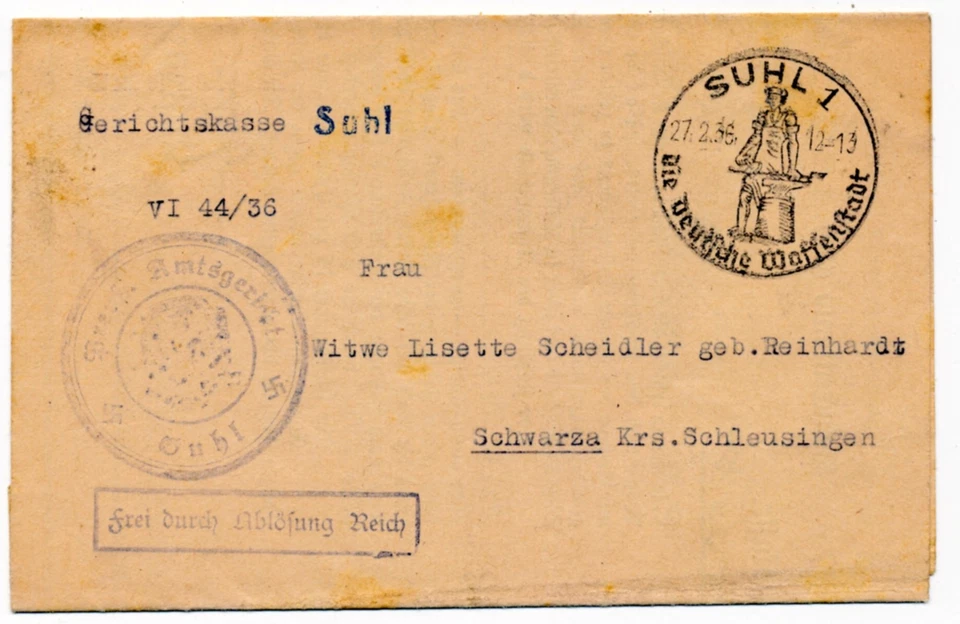 Gerichtskasse Suhl
SUHL 1
27.2.36. 12-13
die Deutsche Waffenstadt
VI 44/36
Amtsgericht
Suhl
Frau
Witwe Lisette Scheidler geb.Reinhardt
Schwarza Krs.Schleusingen
Frei durch Ablösung Reich